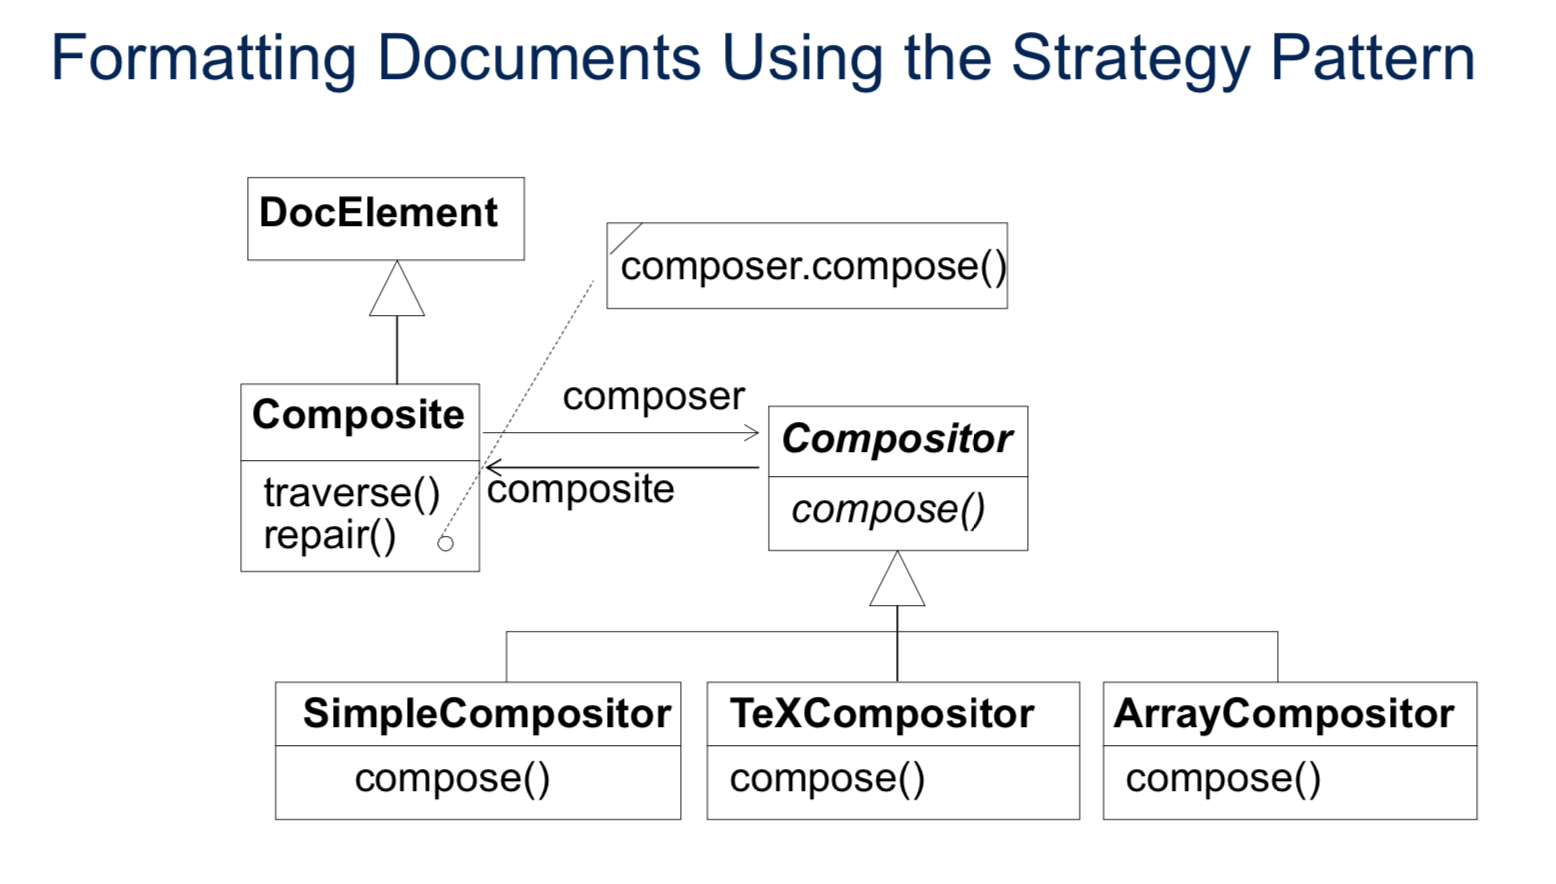 Formatting Documents Using the Strategy Pattern
DocElement
composer.compose()
Composite
traverse()
repair()
composer
composite
Compositor
compose()
SimpleCompositor
compose()
TeXCompositor
compose()
ArrayCompositor
compose()